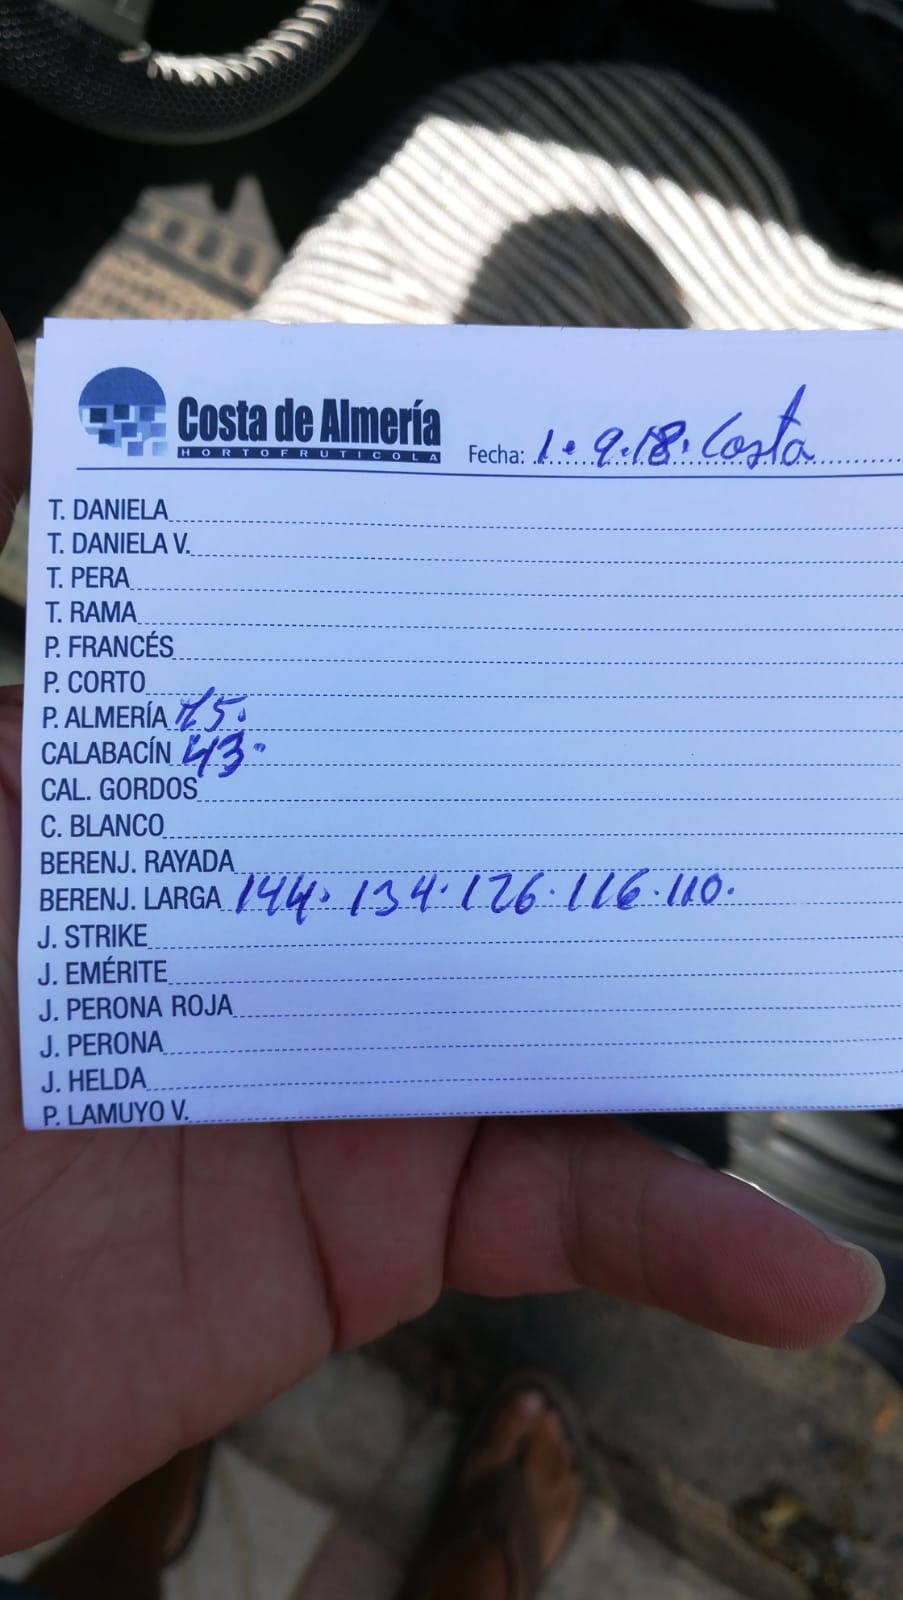 Costa de Almería
HORTOFRUTICOLA
Fecha: 1.9.18. Costa
T. DANIELA
T. DANIELA V.
T. PERA
T. RAMA
P. FRANCÉS
P. CORTO
P. ALMERÍA 75.
CALABACÍN 43.
CAL. GORDOS
C. BLANCO
BERENJ. RAYADA
BERENJ. LARGA 144. 134. 126. 116. 110.
J. STRIKE
J. EMÉRITE
J. PERONA ROJA
J. PERONA
J. HELDA
P. LAMUYO V.